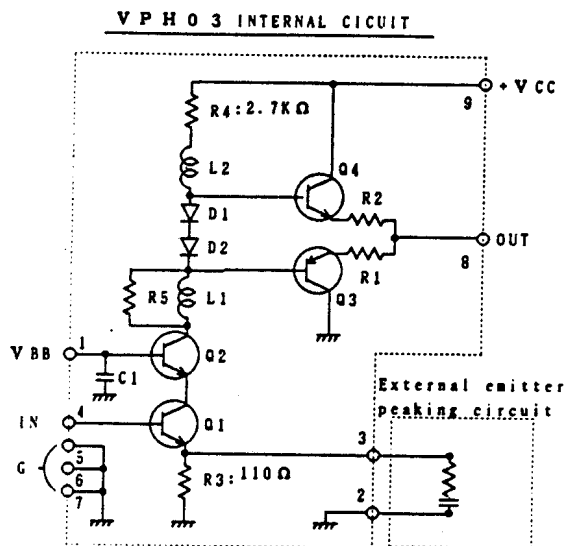 VPH03 INTERNAL CICUIT
+VCC
9
R4:2.7KΩ
L2
Q4
R2
D1
D2
OUT
8
R1
R5
L1
Q3
VBB
1
Q2
C1
External emitter
peaking circuit
IN
4
Q1
3
G
5
6
7
R3:110Ω
2